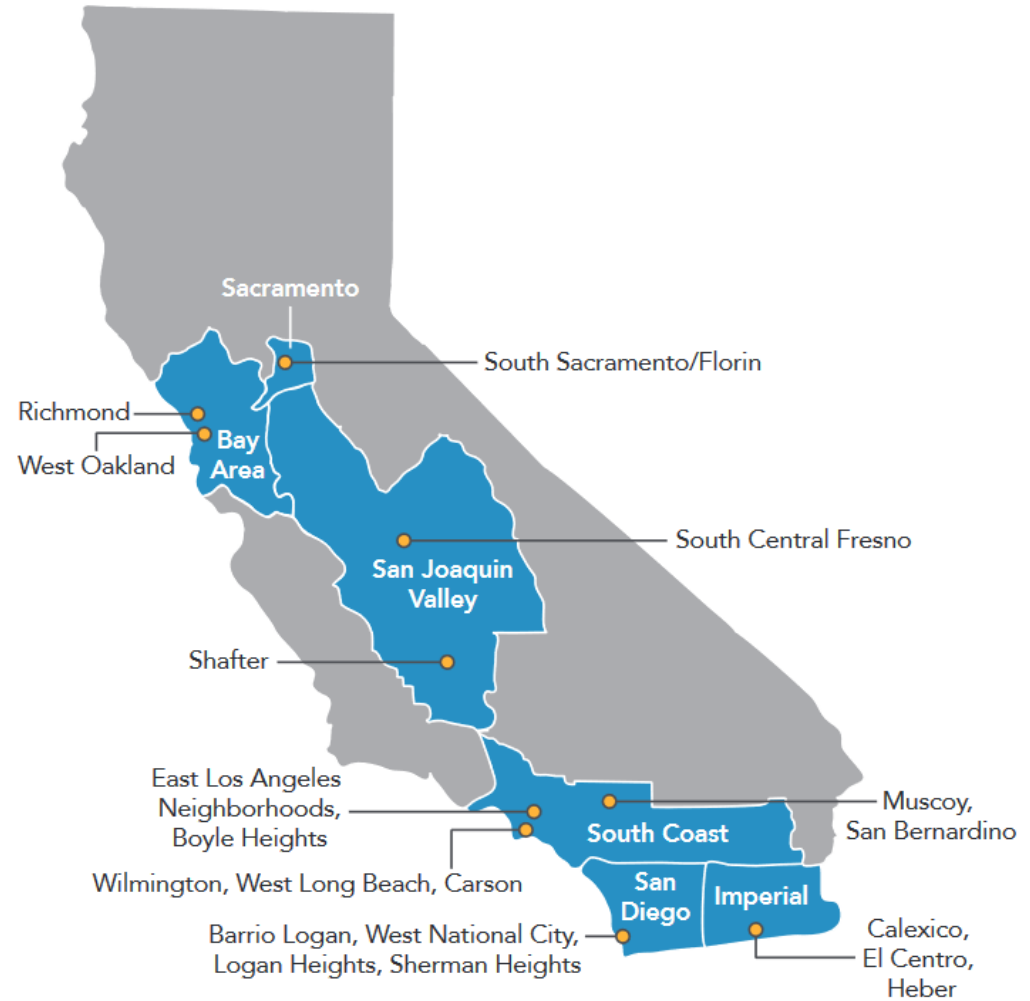 Sacramento
South Sacramento/Florin
Richmond
West Oakland
Bay
Area
South Central Fresno
San Joaquin
Valley
Shafter
East Los Angeles
Neighborhoods,
Boyle Heights
Muscoy,
San Bernardino
South Coast
Wilmington, West Long Beach, Carson
San
Diego
Imperial
Barrio Logan, West National City,
Logan Heights, Sherman Heights
Calexico,
El Centro,
Heber